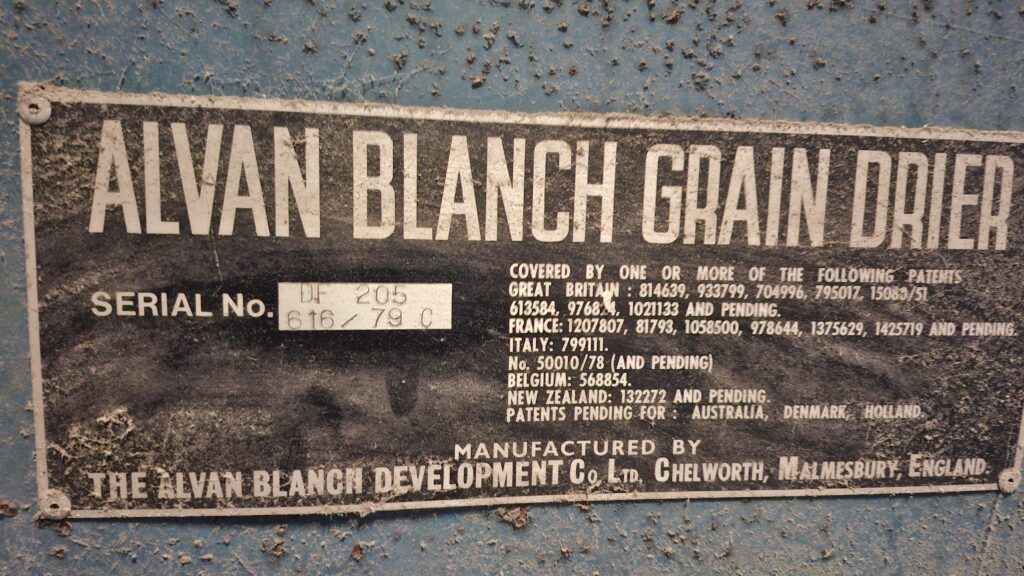 ALVAN BLANCH GRAIN DRIER
SERIAL No. DF 205
616/79 C
COVERED BY ONE OR MORE OF THE FOLLOWING PATENTS
GREAT BRITAIN : 814639, 933799, 704996, 795017, 15080/51
613584, 976824, 1021133 AND PENDING.
FRANCE: 1207807, 81793, 1058500, 978644, 1375629, 1425719 AND PENDING.
ITALY: 799111.
No. 50010/78 (AND PENDING)
BELGIUM: 568854.
NEW ZEALAND: 132272 AND PENDING.
PATENTS PENDING FOR : AUSTRALIA, DENMARK, HOLLAND.
MANUFACTURED BY
THE ALVAN BLANCH DEVELOPMENT Co. LTD. CHELWORTH, MALMESBURY, ENGLAND.